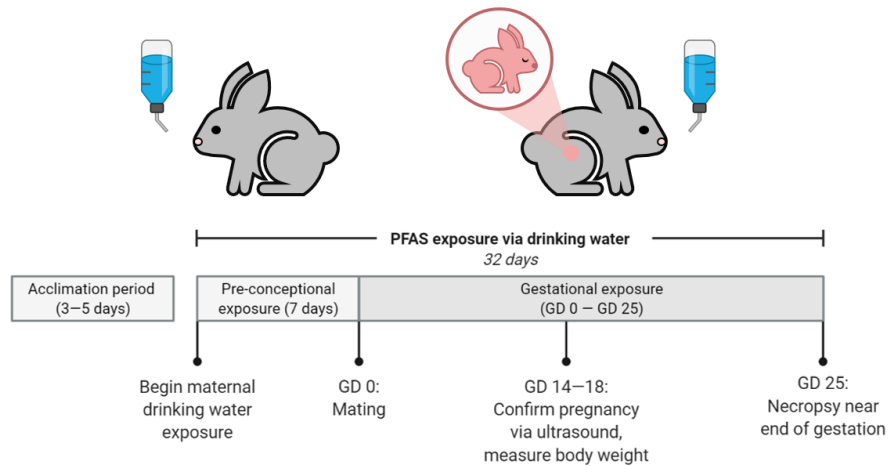 PFAS exposure via drinking water
32 days
Acclimation period
(3—5 days)
Pre-conceptional
exposure (7 days)
Gestational exposure
(GD 0 — GD 25)
Begin maternal
drinking water
exposure
GD 0:
Mating
GD 14—18:
Confirm pregnancy
via ultrasound,
measure body weight
GD 25:
Necropsy near
end of gestation